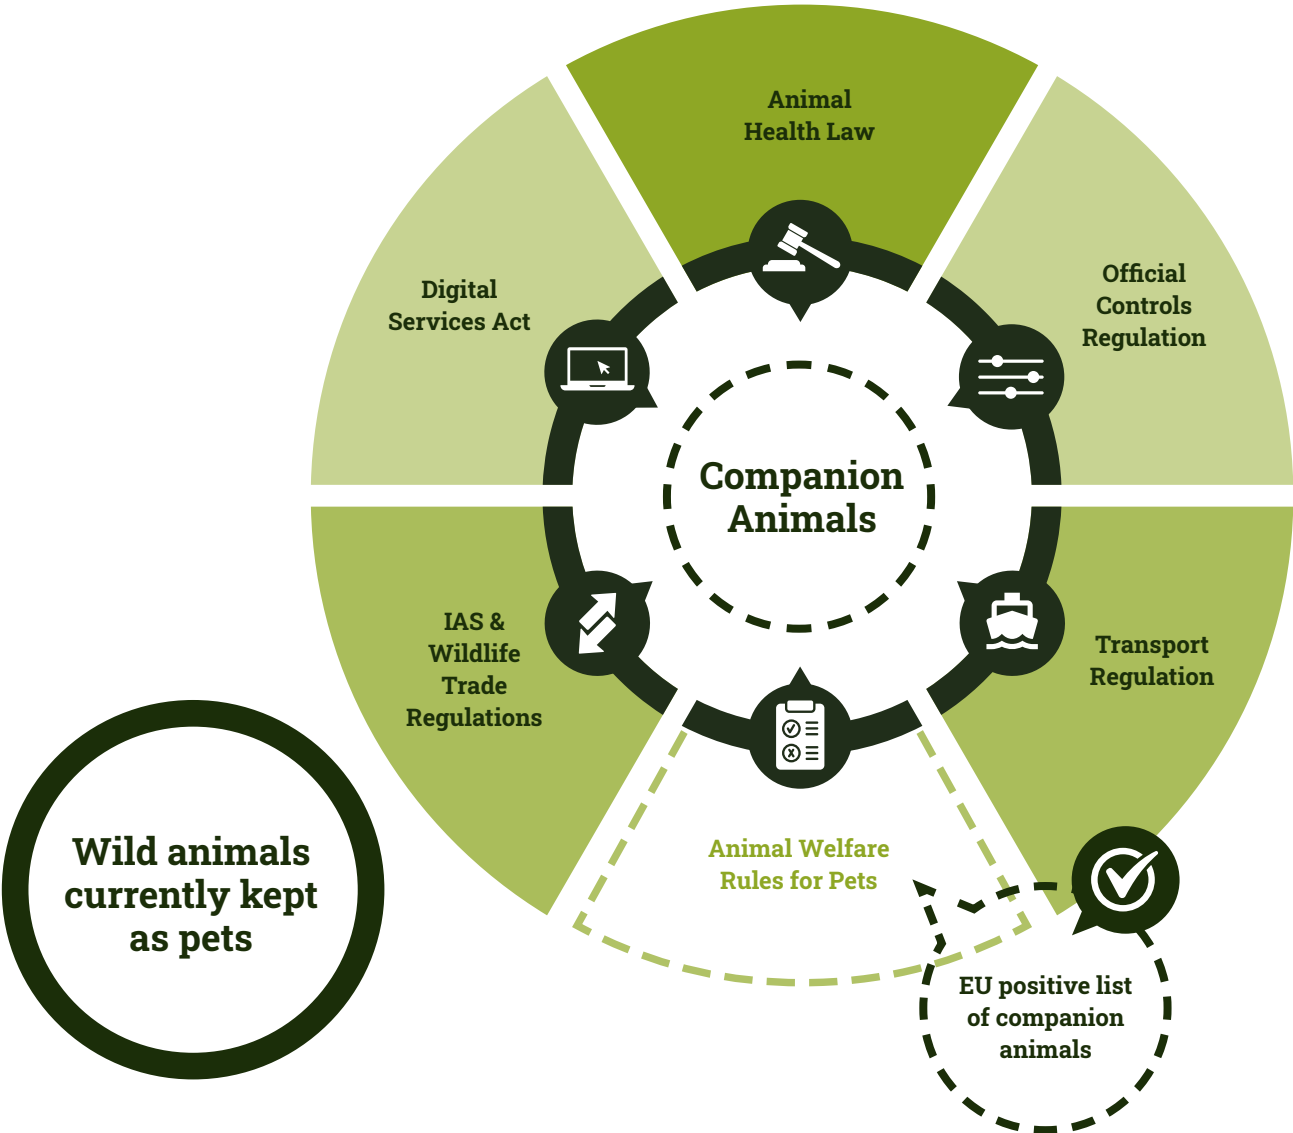 Animal
Health Law
Digital
Services Act
Official
Controls
Regulation
Companion
Animals
IAS &
Wildlife
Trade
Regulations
Transport
Regulation
Animal Welfare
Rules for Pets
Wild animals
currently kept
as pets
EU positive list
of companion
animals